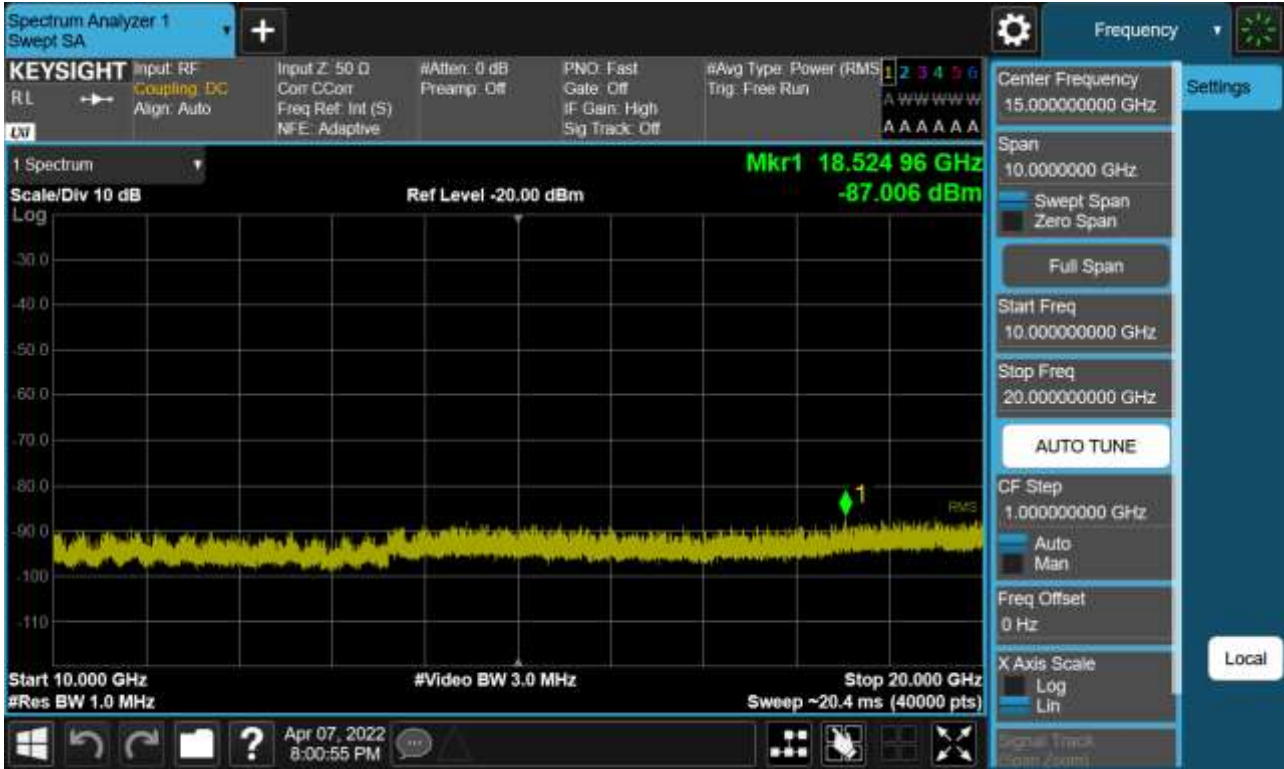 Spectrum Analyzer 1
Swept SA
Frequency
KEYSIGHT
RL
LXI
Input: RF
Coupling: DC
Align: Auto
Input Z: 50 Ω
Corr CCorr
Freq Ref: Int (S)
NFE: Adaptive
#Atten: 0 dB
Preamp: Off
PNO: Fast
Gate: Off
IF Gain: High
Sig Track: Off
#Avg Type: Power (RMS
Trig: Free Run
1 2 3 4 5 6
A W W W W W
A A A A A A
1 Spectrum
Mkr1 18.524 96 GHz
Scale/Div 10 dB
Ref Level -20.00 dBm
-87.006 dBm
Log
-30.0
-40.0
-50.0
-60.0
-70.0
-80.0
1
RMS
-90.0
-100
-110
Start 10.000 GHz
#Video BW 3.0 MHz
Stop 20.000 GHz
#Res BW 1.0 MHz
Sweep ~20.4 ms (40000 pts)
Center Frequency
15.000000000 GHz
Settings
Span
10.0000000 GHz
Swept Span
Zero Span
Full Span
Start Freq
10.000000000 GHz
Stop Freq
20.000000000 GHz
AUTO TUNE
CF Step
1.000000000 GHz
Auto
Man
Freq Offset
0 Hz
X Axis Scale
Log
Lin
Local
Signal Track
(Span Zoom)
?
Apr 07, 2022
8:00:55 PM